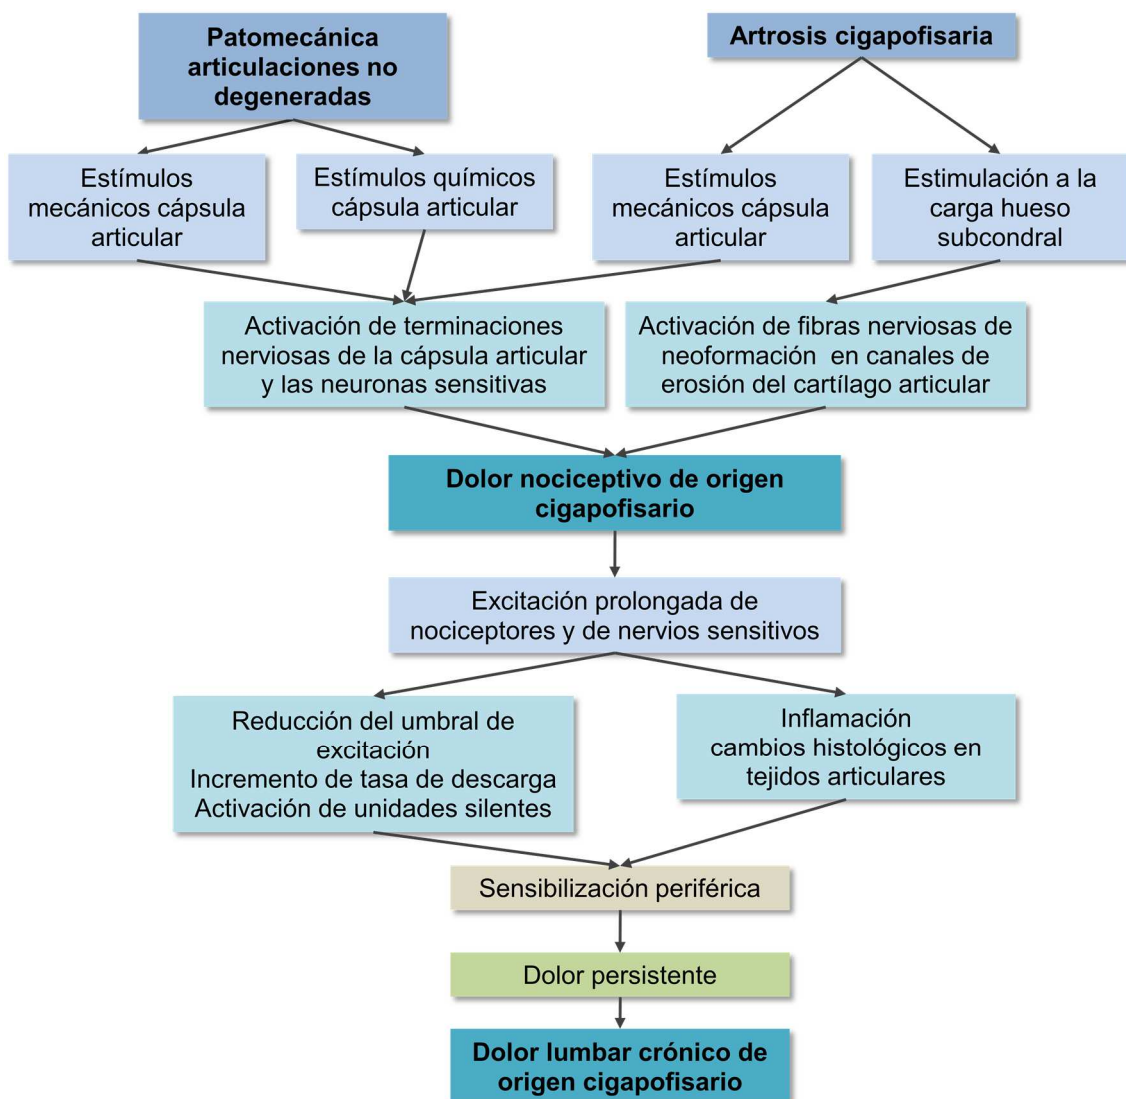 Patomecánica
articulaciones no
degeneradas
Artrosis cigapofisaria
Estímulos
mecánicos cápsula
articular
Estímulos químicos
cápsula articular
Estímulos
mecánicos cápsula
articular
Estimulación a la
carga hueso
subcondral
Activación de terminaciones
nerviosas de la cápsula articular
y las neuronas sensitivas
Activación de fibras nerviosas de
neoformación en canales de
erosión del cartílago articular
Dolor nociceptivo de origen
cigapofisario
Excitación prolongada de
nociceptores y de nervios sensitivos
Reducción del umbral de
excitación
Incremento de tasa de descarga
Activación de unidades silentes
Inflamación
cambios histológicos en
tejidos articulares
Sensibilización periférica
Dolor persistente
Dolor lumbar crónico de
origen cigapofisario